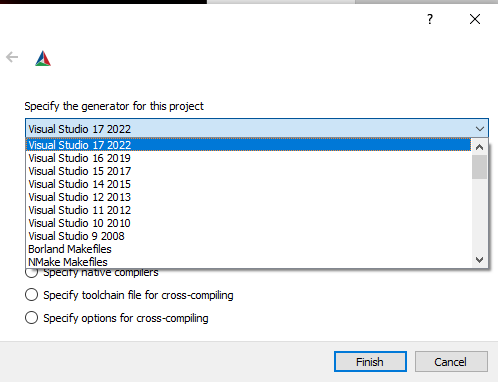 ?
Specify the generator for this project
Visual Studio 17 2022
Visual Studio 17 2022
Visual Studio 16 2019
Visual Studio 15 2017
Visual Studio 14 2015
Visual Studio 12 2013
Visual Studio 11 2012
Visual Studio 10 2010
Visual Studio 9 2008
Borland Makefiles
NMake Makefiles
Specify native compilers
Specify toolchain file for cross-compiling
Specify options for cross-compiling
Finish
Cancel